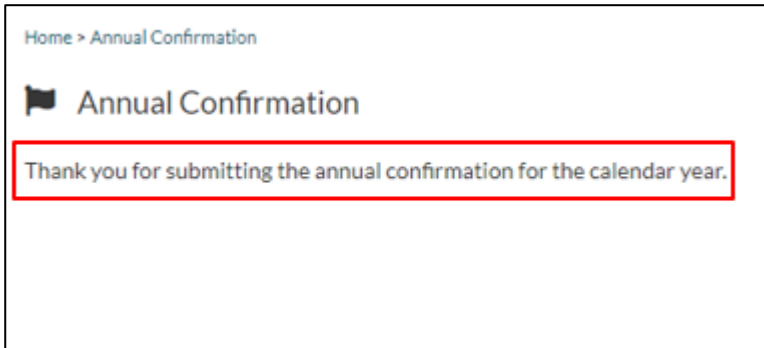 Home > Annual Confirmation
Annual Confirmation
Thank you for submitting the annual confirmation for the calendar year.